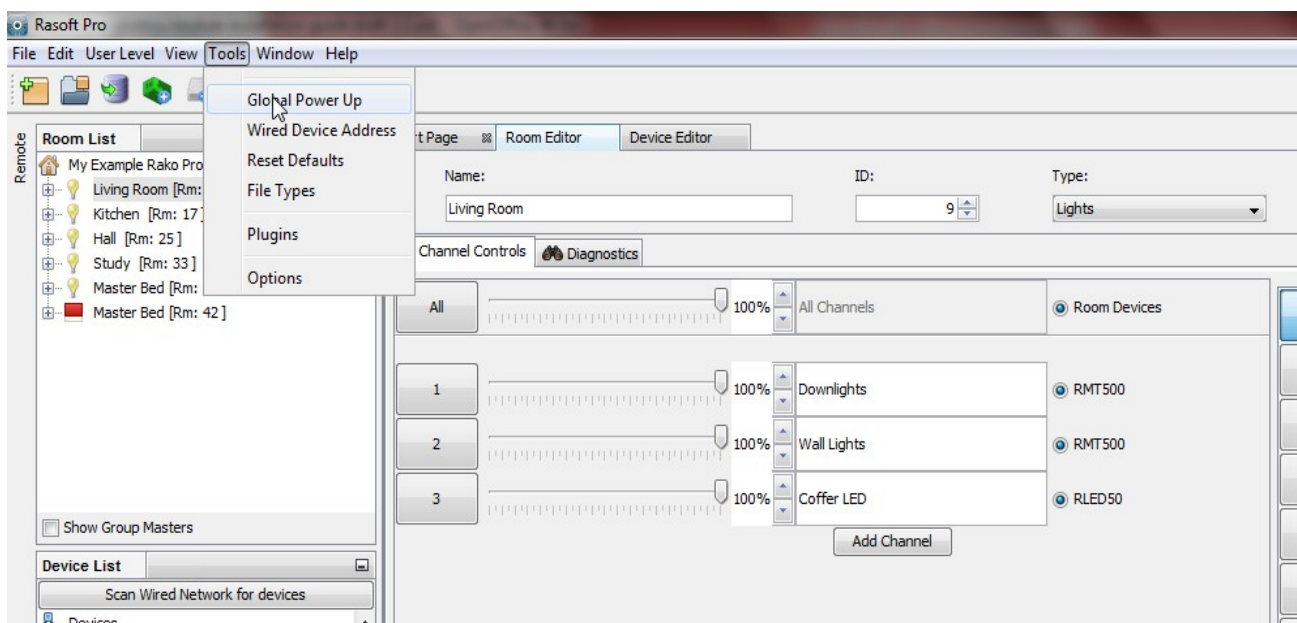 Rasoft Pro
File Edit User Level View Tools Window Help
Global Power Up
Wired Device Address
Reset Defaults
File Types
Plugins
Options
Remote
Room List
My Example Rako Pro
Living Room [Rm:
Kitchen [Rm: 17]
Hall [Rm: 25]
Study [Rm: 33]
Master Bed [Rm:
Master Bed [Rm: 42]
Show Group Masters
Device List
Scan Wired Network for devices
Devices
t Page Room Editor Device Editor
Name: ID: Type:
Living Room 9 Lights
Channel Controls Diagnostics
All 100% All Channels Room Devices
1 100% Downlights RMT500
2 100% Wall Lights RMT500
3 100% Coffer LED RLED50
Add Channel